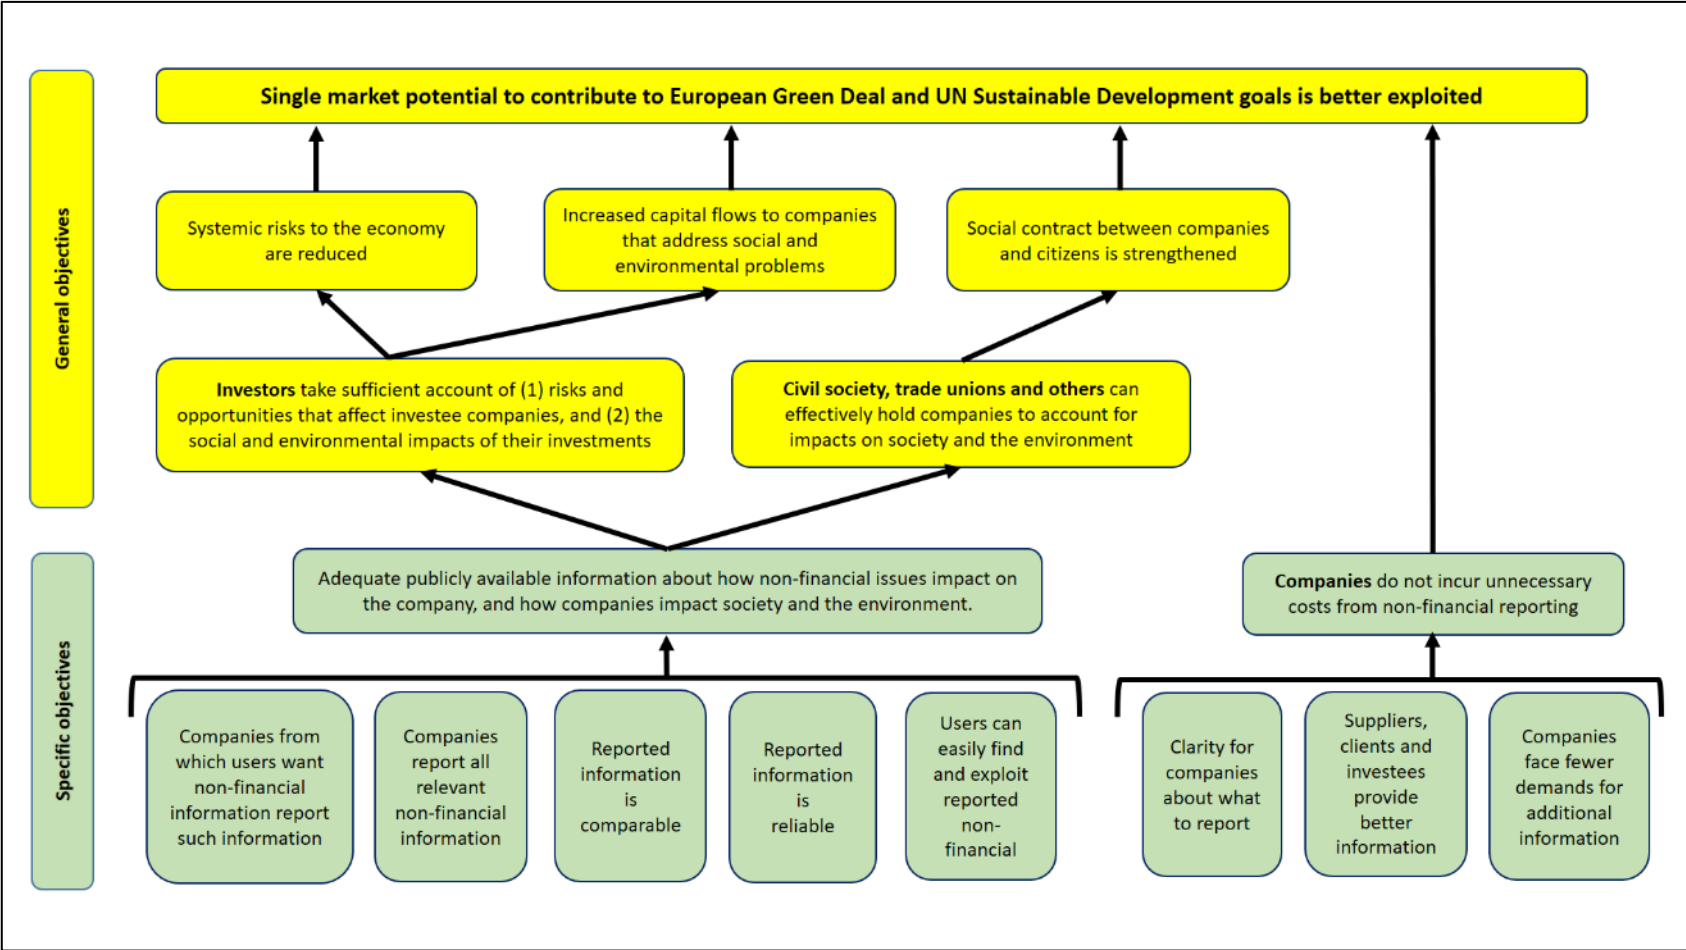 Single market potential to contribute to European Green Deal and UN Sustainable Development goals is better exploited
General objectives
Systemic risks to the economy
are reduced
Increased capital flows to companies
that address social and
environmental problems
Social contract between companies
and citizens is strengthened
Investors take sufficient account of (1) risks and
opportunities that affect investee companies, and (2) the
social and environmental impacts of their investments
Civil society, trade unions and others can
effectively hold companies to account for
impacts on society and the environment
Specific objectives
Adequate publicly available information about how non-financial issues impact on
the company, and how companies impact society and the environment.
Companies do not incur unnecessary
costs from non-financial reporting
Companies from
which users want
non-financial
information report
such information
Companies
report all
relevant
non-financial
information
Reported
information
is
comparable
Reported
information
is
reliable
Users can
easily find
and exploit
reported
non-
financial
Clarity for
companies
about what
to report
Suppliers,
clients and
investees
provide
better
information
Companies
face fewer
demands for
additional
information